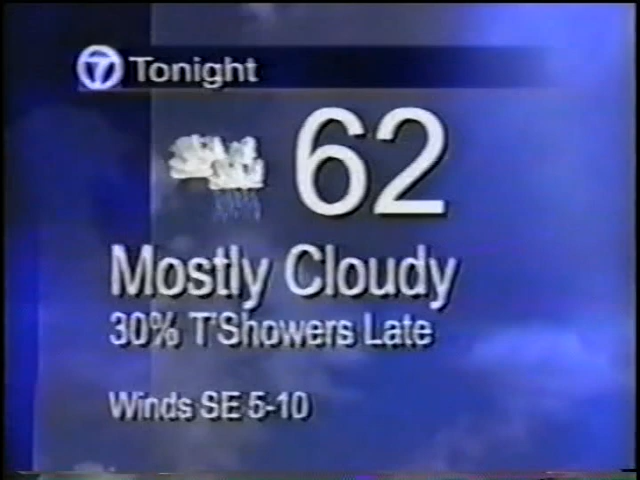 7 Tonight
62
Mostly Cloudy
30% T'Showers Late
Winds SE 5-10